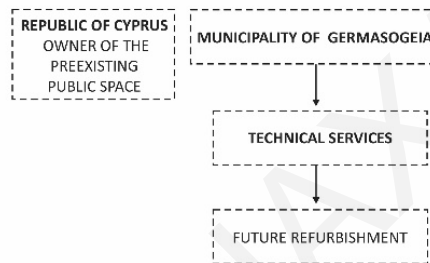 REPUBLIC OF CYPRUS
OWNER OF THE
PREEXISTING
PUBLIC SPACE
MUNICIPALITY OF GERMASOGEIA
TECHNICAL SERVICES
FUTURE REFURBISHMENT